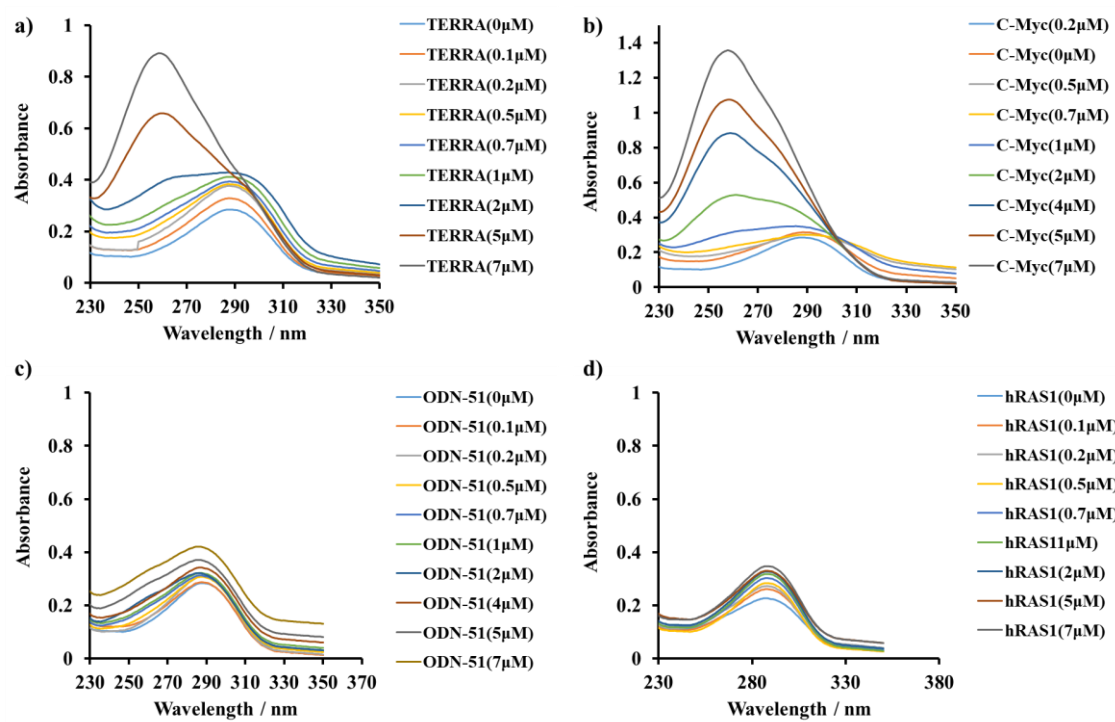 a)
Absorbance
1
0.8
0.6
0.4
0.2
0
230 250 270 290 310 330 350
Wavelength / nm
TERRA(0µM)
TERRA(0.1µM)
TERRA(0.2µM)
TERRA(0.5µM)
TERRA(0.7µM)
TERRA(1µM)
TERRA(2µM)
TERRA(5µM)
TERRA(7µM)
b)
Absorbance
1.4
1.2
1
0.8
0.6
0.4
0.2
0
230 250 270 290 310 330 350
Wavelength / nm
C-Myc(0.2µM)
C-Myc(0µM)
C-Myc(0.5µM)
C-Myc(0.7µM)
C-Myc(1µM)
C-Myc(2µM)
C-Myc(4µM)
C-Myc(5µM)
C-Myc(7µM)
c)
Absorbance
1
0.8
0.6
0.4
0.2
0
230 250 270 290 310 330 350
Wavelength / nm
ODN-51(0µM)
ODN-51(0.1µM)
ODN-51(0.2µM)
ODN-51(0.5µM)
ODN-51(0.7µM)
ODN-51(1µM)
ODN-51(2µM)
ODN-51(4µM)
ODN-51(5µM)
ODN-51(7µM)
d)
Absorbance
1
0.8
0.6
0.4
0.2
0
230 280 330 380
Wavelength / nm
hRAS1(0µM)
hRAS1(0.1µM)
hRAS1(0.2µM)
hRAS1(0.5µM)
hRAS1(0.7µM)
hRAS11µM)
hRAS1(2µM)
hRAS1(5µM)
hRAS1(7µM)